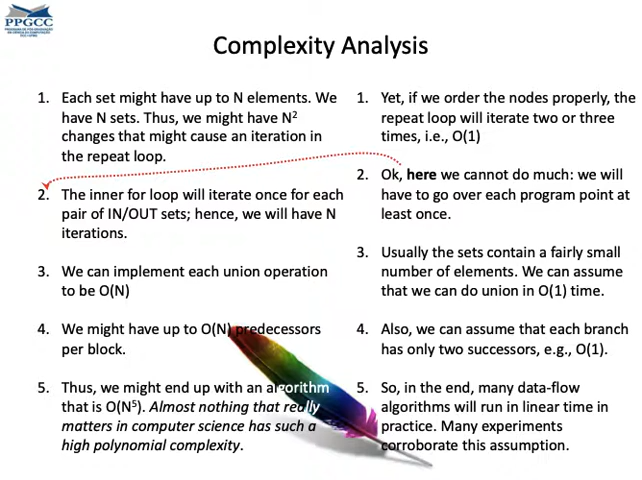 PPGCC
Complexity Analysis
1. Each set might have up to N elements. We
have N sets. Thus, we might have N²
changes that might cause an iteration in
the repeat loop.
2. The inner for loop will iterate once for each
pair of IN/OUT sets; hence, we will have N
iterations.
3. We can implement each union operation
to be O(N)
4. We might have up to O(N) predecessors
per block.
5. Thus, we might end up with an algorithm
that is O(N⁵). Almost nothing that really
matters in computer science has such a
high polynomial complexity.
1. Yet, if we order the nodes properly, the
repeat loop will iterate two or three
times, i.e., O(1)
2. Ok, here we cannot do much: we will
have to go over each program point at
least once.
3. Usually the sets contain a fairly small
number of elements. We can assume
that we can do union in O(1) time.
4. Also, we can assume that each branch
has only two successors, e.g., O(1).
5. So, in the end, many data-flow
algorithms will run in linear time in
practice. Many experiments
corroborate this assumption.